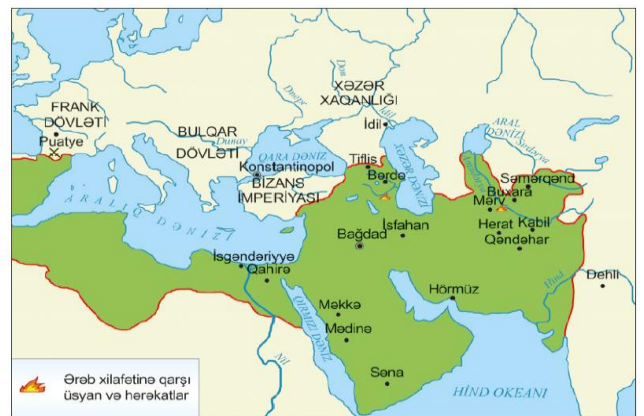 FRANK
DÖVLƏTİ
Puatye
BULQAR
DÖVLƏTİ
Dunay
Dnepr
Don
XƏZƏR
XAQANLIĞI
İdil
İdil
ARAL
DƏNİZİ
Sırdərya
Amudərya
QARA DƏNİZ
Konstantinopol
BİZANS
İMPERİYASI
Tiflis
Bərdə
XƏZƏR DƏNİZİ
Səmərqənd
Buxara
Mərv
Herat
Kabil
Qəndəhar
İsfahan
Bağdad
ARALIQ DƏNİZİ
İsgəndəriyyə
Qahirə
Hörmüz
Hind
Dehli
Məkkə
Mədinə
QIRMIZI DƏNİZ
Nil
Səna
HİND OKEANI
Ərəb xilafətinə qarşı
üsyan və hərəkatlar